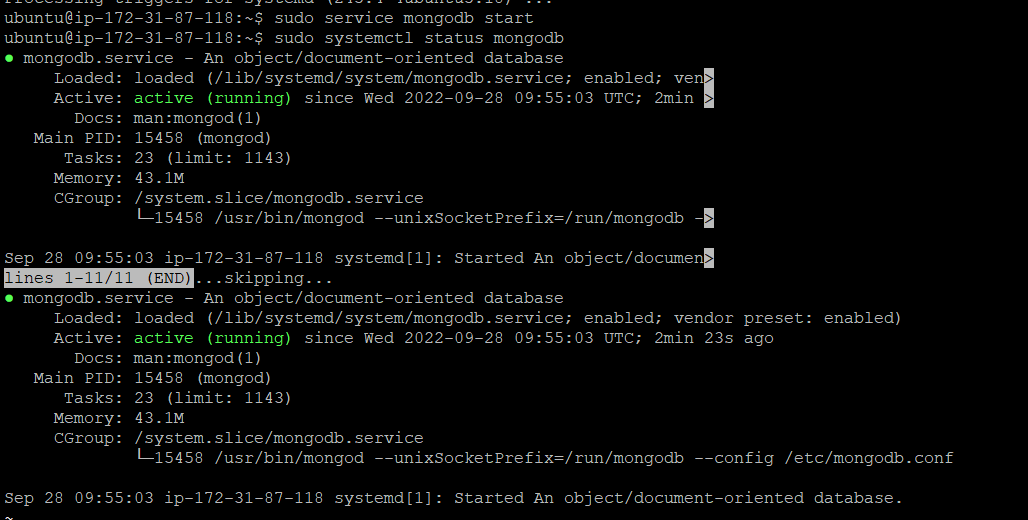 Processing triggers for systemd (245.4-4ubuntu3.18) ...
ubuntu@ip-172-31-87-118:~$ sudo service mongodb start
ubuntu@ip-172-31-87-118:~$ sudo systemctl status mongodb
● mongodb.service - An object/document-oriented database
     Loaded: loaded (/lib/systemd/system/mongodb.service; enabled; ven>
     Active: active (running) since Wed 2022-09-28 09:55:03 UTC; 2min >
       Docs: man:mongod(1)
   Main PID: 15458 (mongod)
      Tasks: 23 (limit: 1143)
     Memory: 43.1M
     CGroup: /system.slice/mongodb.service
             └─15458 /usr/bin/mongod --unixSocketPrefix=/run/mongodb ->
Sep 28 09:55:03 ip-172-31-87-118 systemd[1]: Started An object/documen>
lines 1-11/11 (END)...skipping...
● mongodb.service - An object/document-oriented database
     Loaded: loaded (/lib/systemd/system/mongodb.service; enabled; vendor preset: enabled)
     Active: active (running) since Wed 2022-09-28 09:55:03 UTC; 2min 23s ago
       Docs: man:mongod(1)
   Main PID: 15458 (mongod)
      Tasks: 23 (limit: 1143)
     Memory: 43.1M
     CGroup: /system.slice/mongodb.service
             └─15458 /usr/bin/mongod --unixSocketPrefix=/run/mongodb --config /etc/mongodb.conf
Sep 28 09:55:03 ip-172-31-87-118 systemd[1]: Started An object/document-oriented database.
~